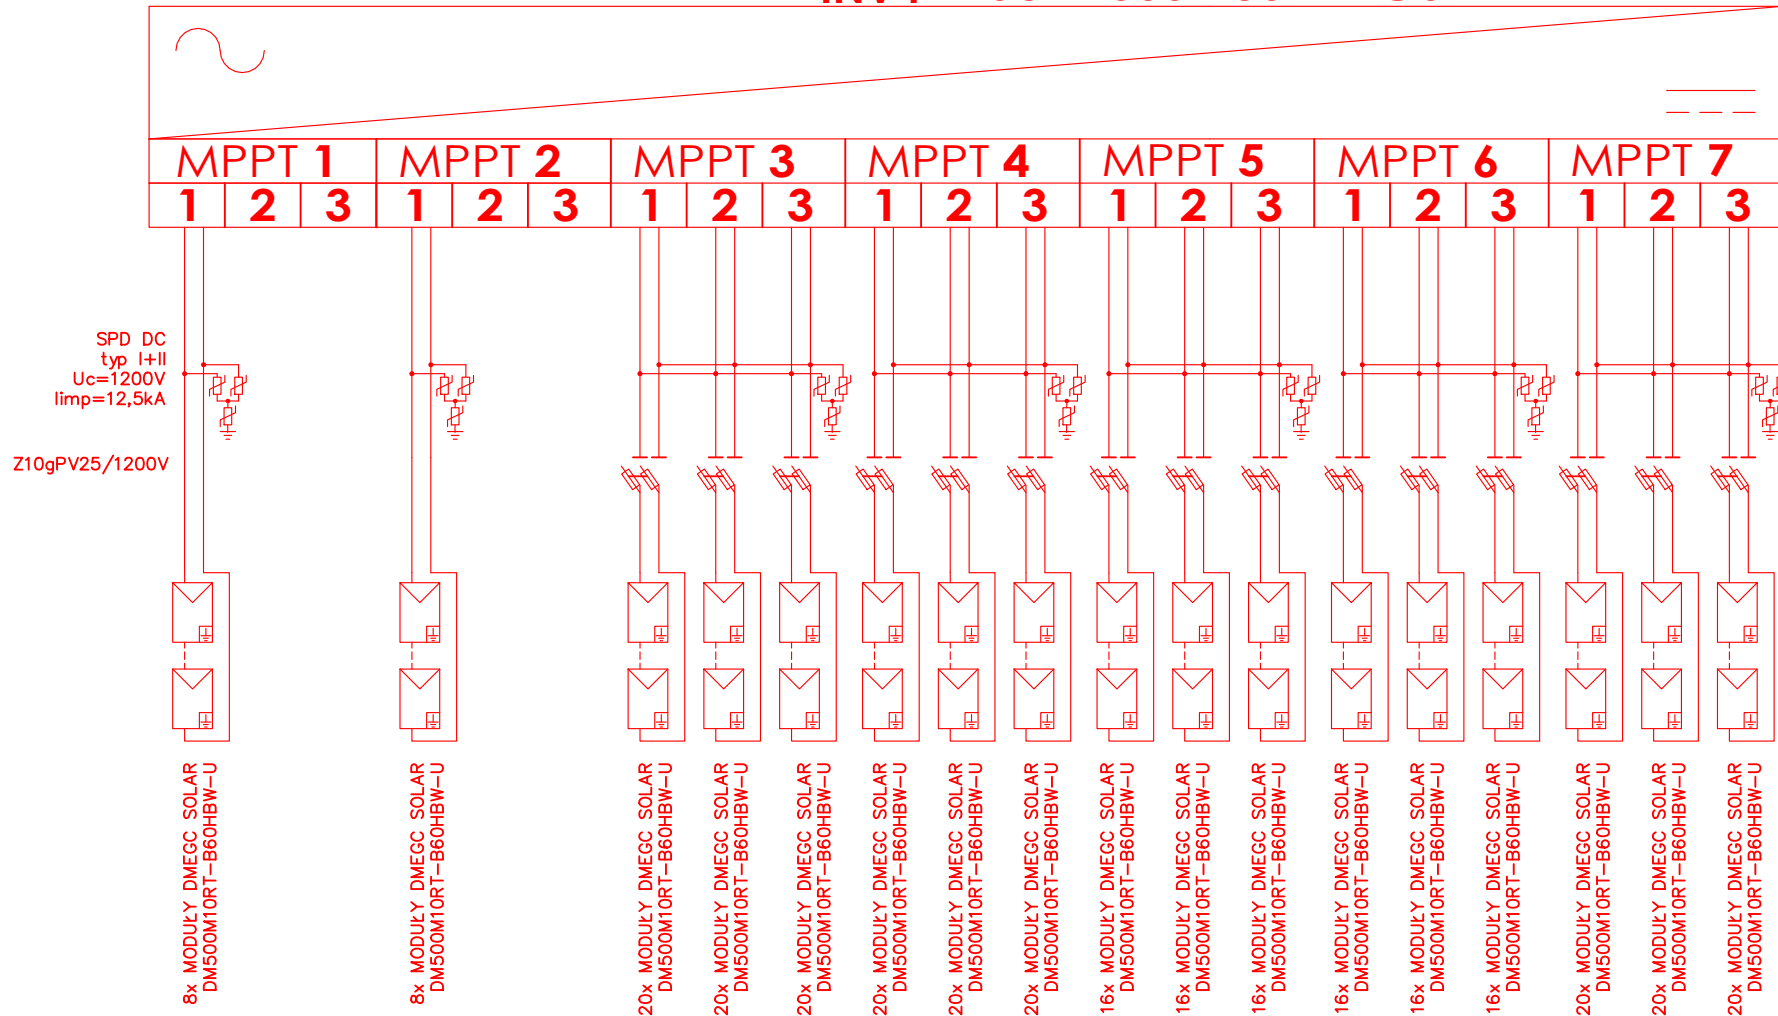 MPPT 1 MPPT 2 MPPT 3 MPPT 4 MPPT 5 MPPT 6 MPPT 7
1 2 3 1 2 3 1 2 3 1 2 3 1 2 3 1 2 3 1 2 3
SPD DC
typ I+II
Uc=1200V
Iimp=12,5kA
Z10gPV25/1200V
8x MODUŁY DMEGC SOLAR
DM500M10RT-B60HBW-U
8x MODUŁY DMEGC SOLAR
DM500M10RT-B60HBW-U
20x MODUŁY DMEGC SOLAR
DM500M10RT-B60HBW-U
20x MODUŁY DMEGC SOLAR
DM500M10RT-B60HBW-U
20x MODUŁY DMEGC SOLAR
DM500M10RT-B60HBW-U
20x MODUŁY DMEGC SOLAR
DM500M10RT-B60HBW-U
20x MODUŁY DMEGC SOLAR
DM500M10RT-B60HBW-U
20x MODUŁY DMEGC SOLAR
DM500M10RT-B60HBW-U
16x MODUŁY DMEGC SOLAR
DM500M10RT-B60HBW-U
16x MODUŁY DMEGC SOLAR
DM500M10RT-B60HBW-U
16x MODUŁY DMEGC SOLAR
DM500M10RT-B60HBW-U
16x MODUŁY DMEGC SOLAR
DM500M10RT-B60HBW-U
16x MODUŁY DMEGC SOLAR
DM500M10RT-B60HBW-U
16x MODUŁY DMEGC SOLAR
DM500M10RT-B60HBW-U
20x MODUŁY DMEGC SOLAR
DM500M10RT-B60HBW-U
20x MODUŁY DMEGC SOLAR
DM500M10RT-B60HBW-U
20x MODUŁY DMEGC SOLAR
DM500M10RT-B60HBW-U